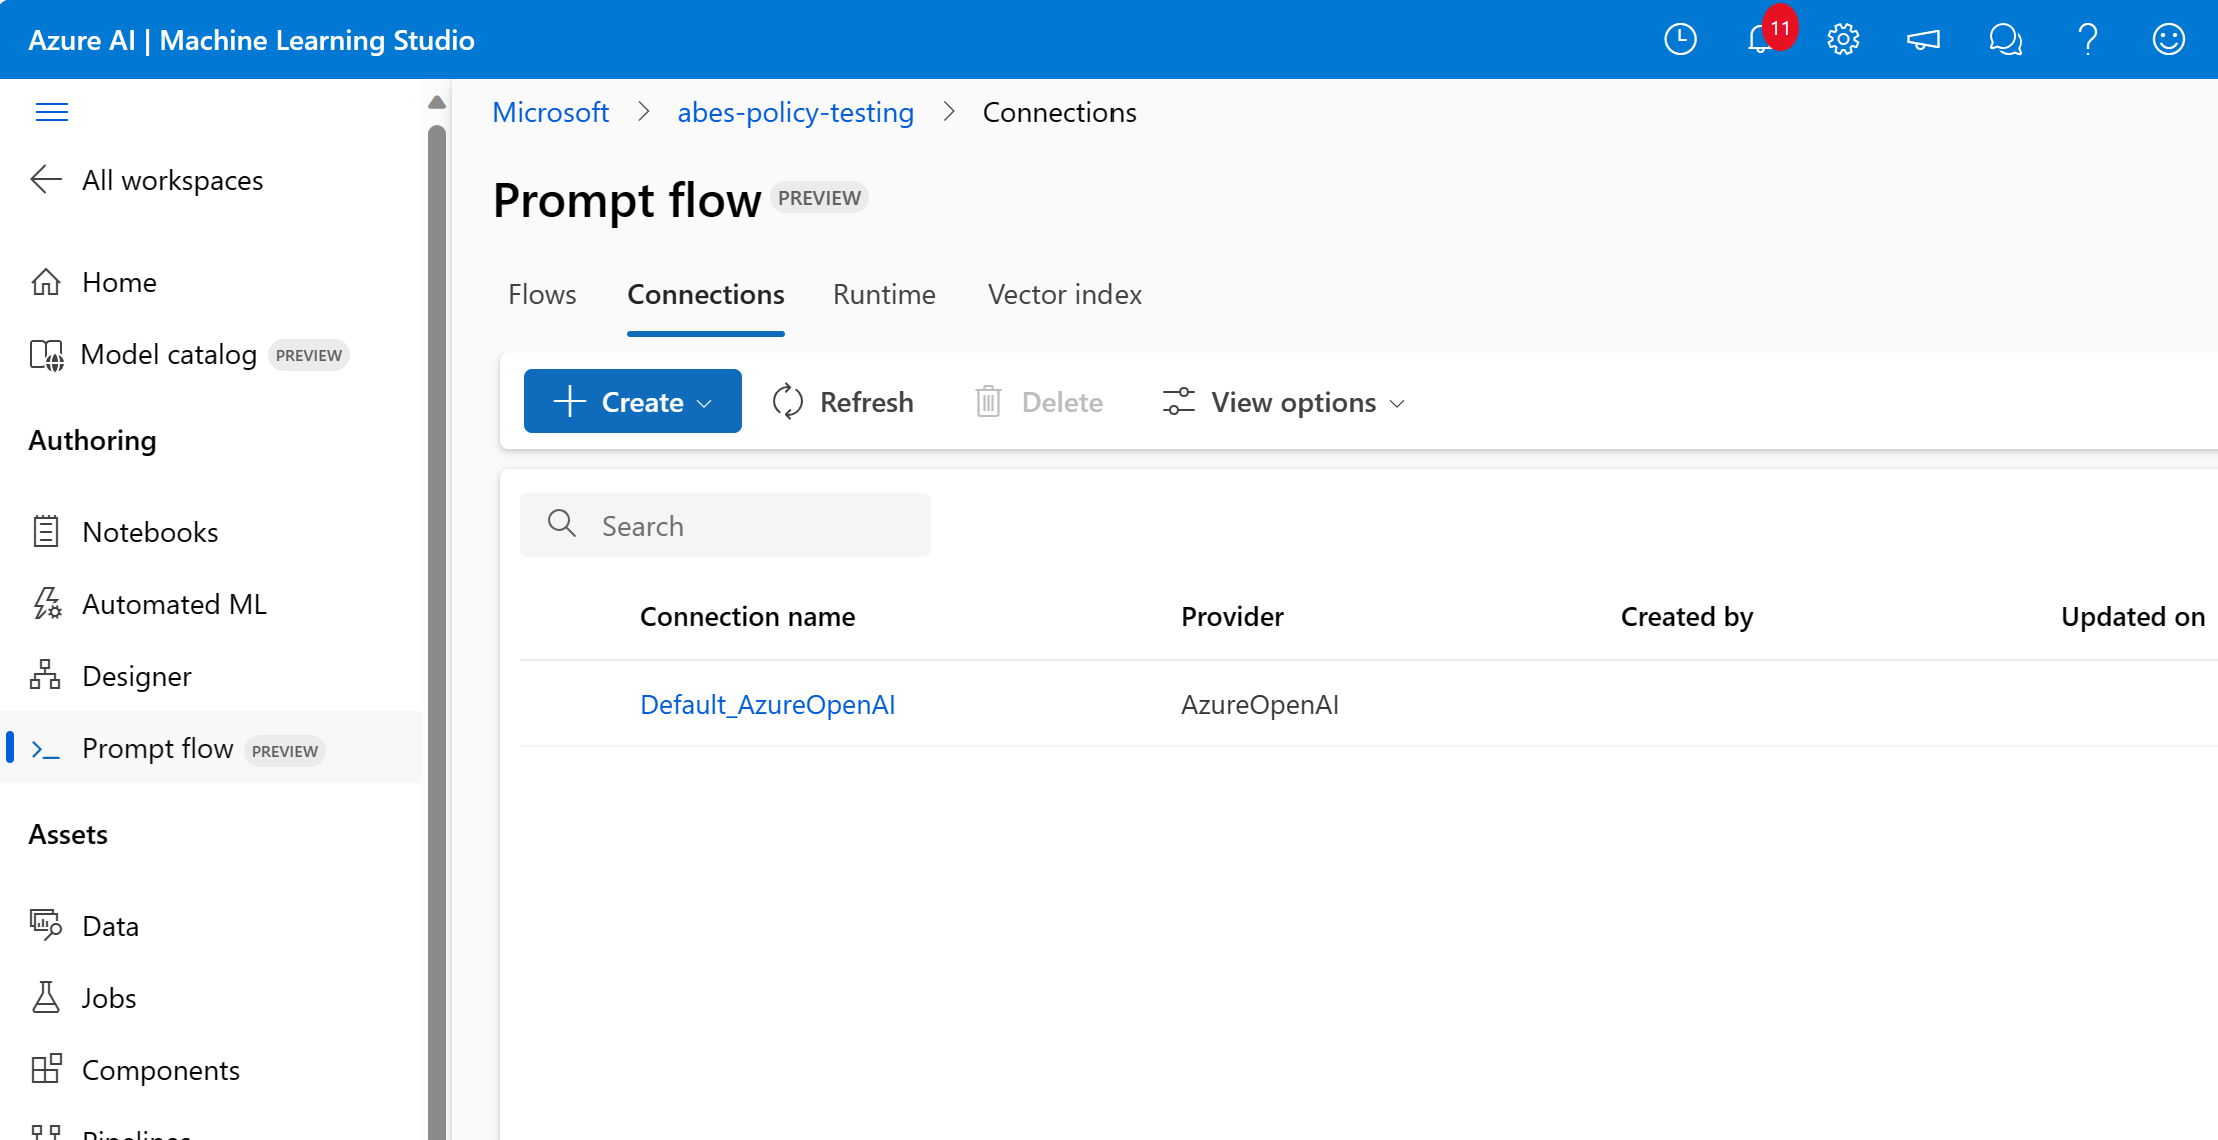 Azure AI | Machine Learning Studio
11
All workspaces
Home
Model catalog PREVIEW
Authoring
Notebooks
Automated ML
Designer
Prompt flow PREVIEW
Assets
Data
Jobs
Components
Pipelines
Microsoft > abes-policy-testing > Connections
Prompt flow PREVIEW
Flows Connections Runtime Vector index
Create Refresh Delete View options
Search
Connection name Provider Created by Updated on
Default_AzureOpenAI AzureOpenAI